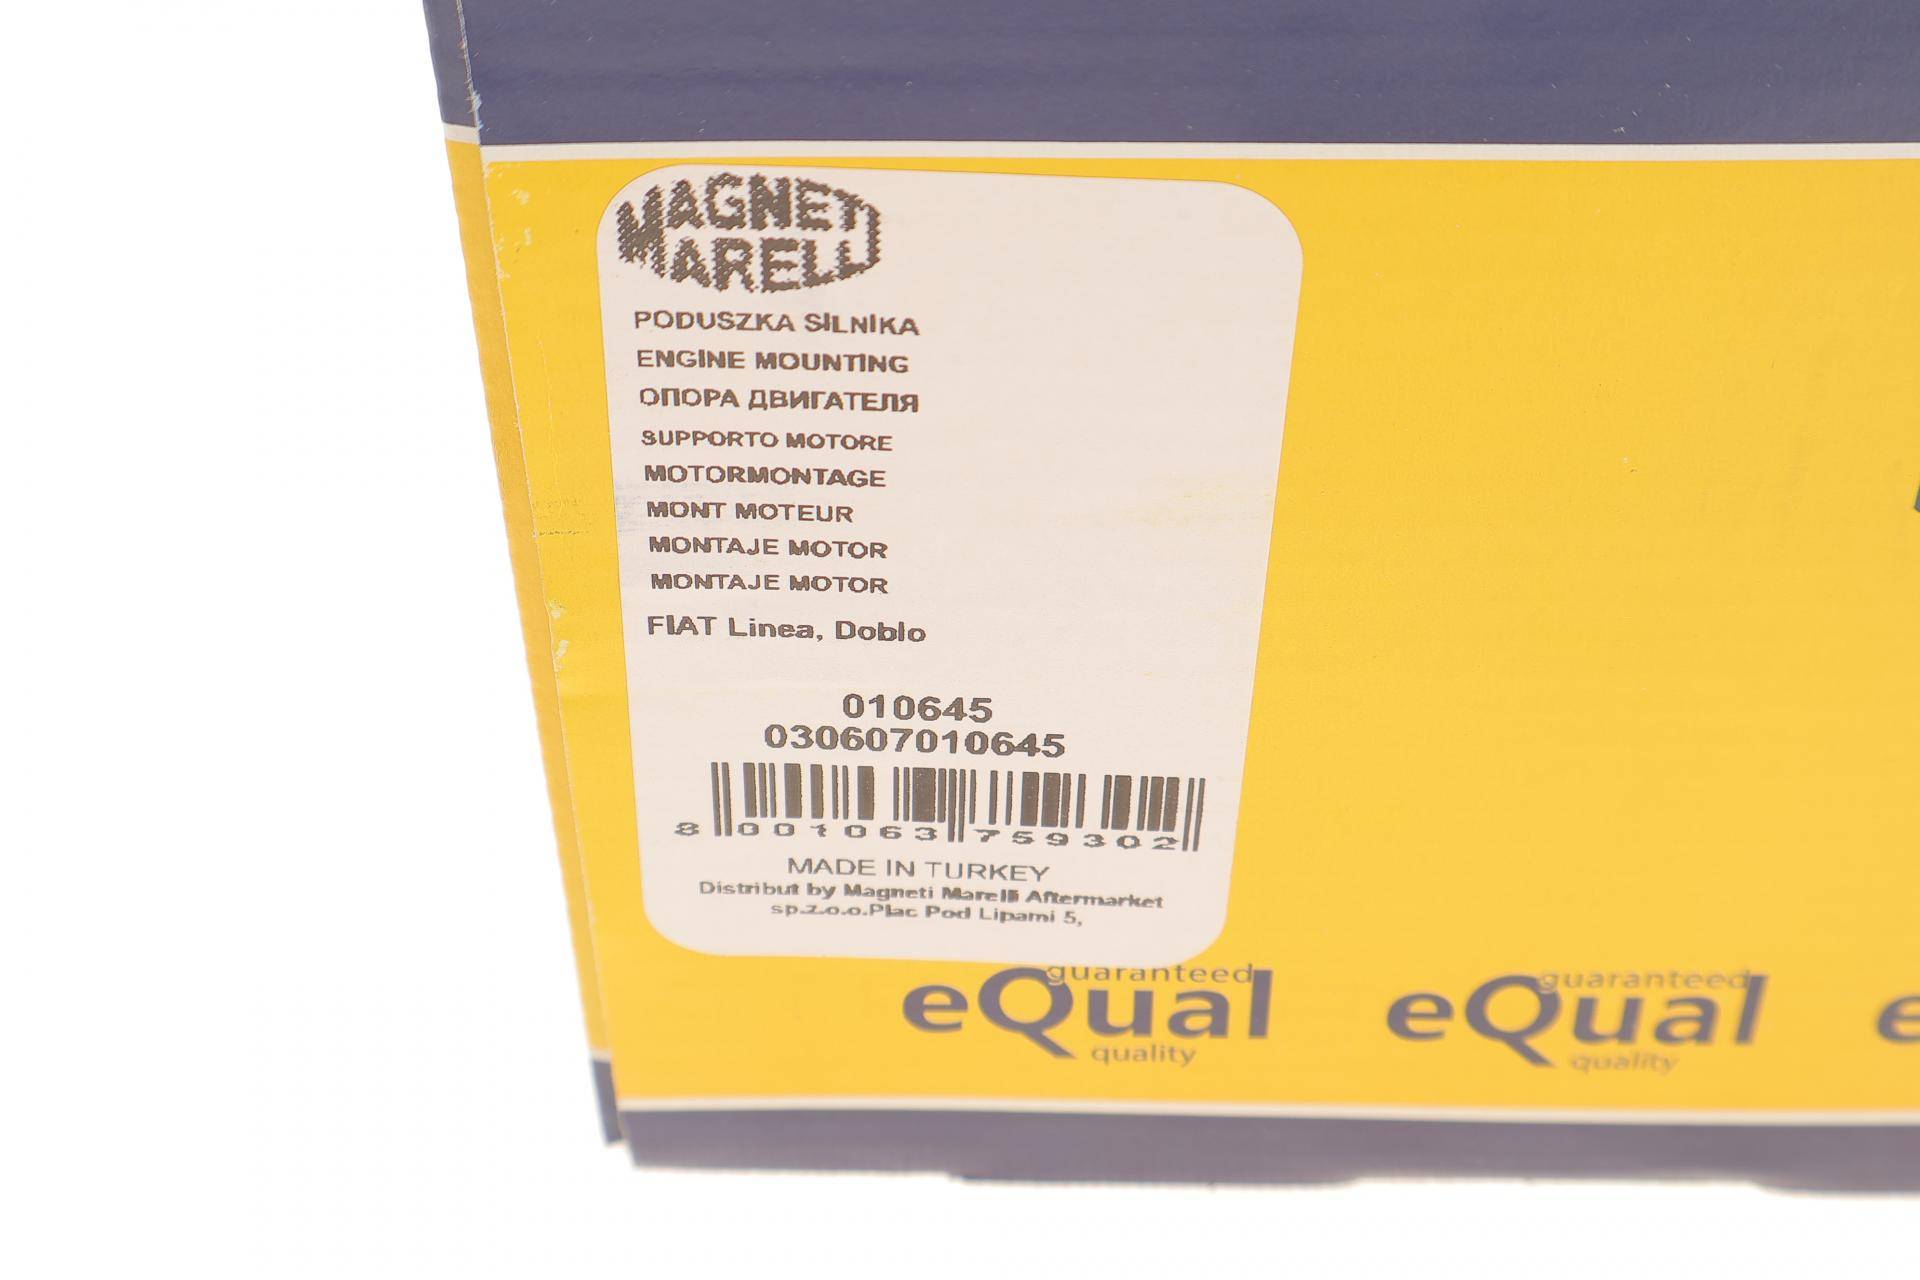 MAGNETI
MARELLI
PODUSZKA SILNIKA
ENGINE MOUNTING
ОПОРА ДВИГАТЕЛЯ
SUPPORTO MOTORE
MOTORMONTAGE
MONT MOTEUR
MONTAJE MOTOR
MONTAJE MOTOR
FIAT Linea, Doblo
010645
030607010645
8 001063 759302
MADE IN TURKEY
Distribut by Magneti Marelli Aftermarket
sp.z.o.o.Plac Pod Lipami 5,
guaranteed guaranteed
eQual eQual e
quality quality